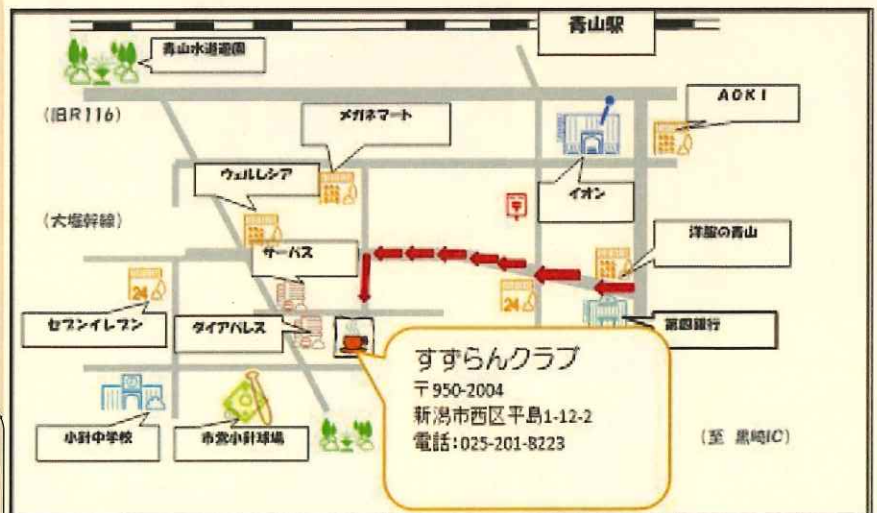 青山駅
青山水道遊園
AOKI
(旧R116)
メガネマート
ウェルレシア
イオン
(大堀幹線)
洋服の青山
サーパス
24
24
セブンイレブン
ダイアパレス
第四銀行
すずらんクラブ
〒950-2004
新潟市西区平島1-12-2
電話:025-201-8223
小針中学校
市営小針球場
(至 黒崎IC)